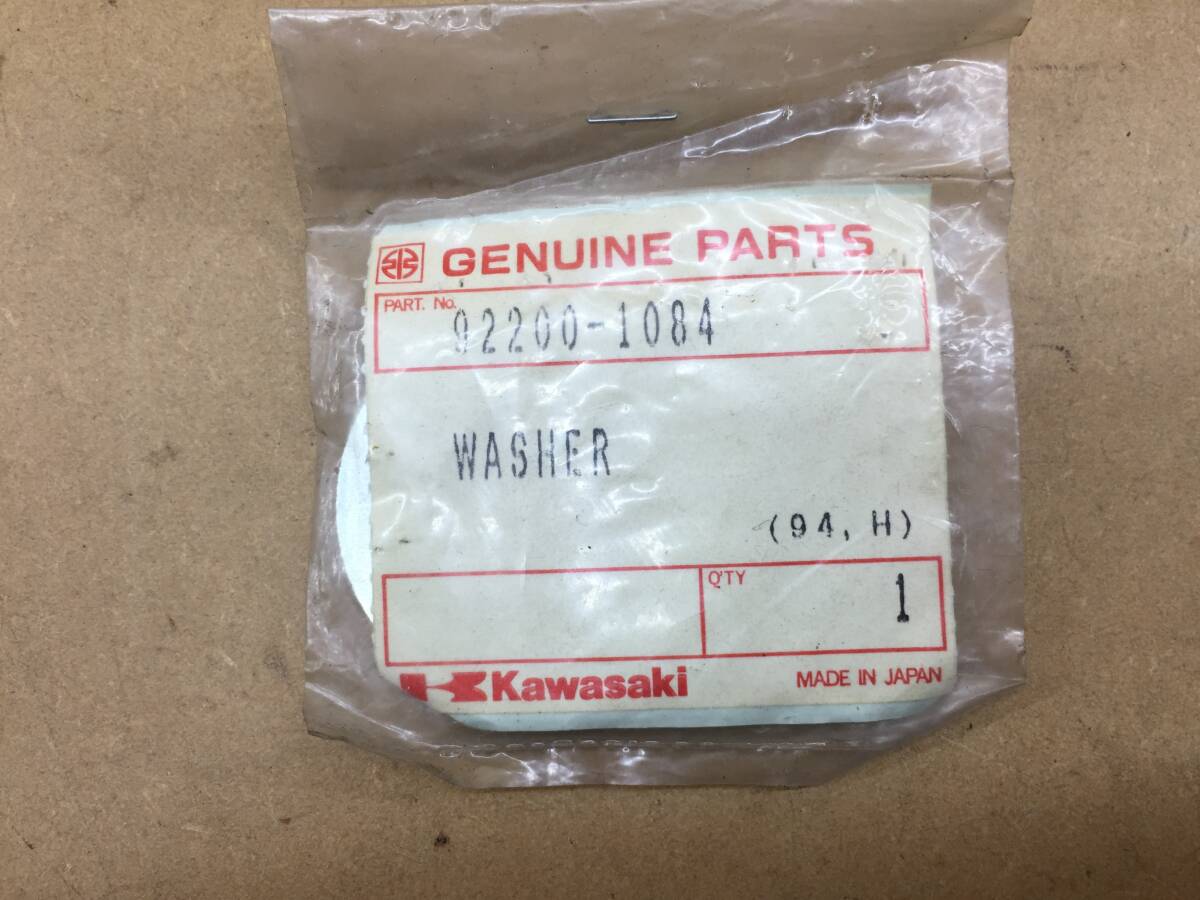 GENUINE PARTS
PART. No. 92200-1084
WASHER
(94, H)
Q'TY 1
Kawasaki MADE IN JAPAN